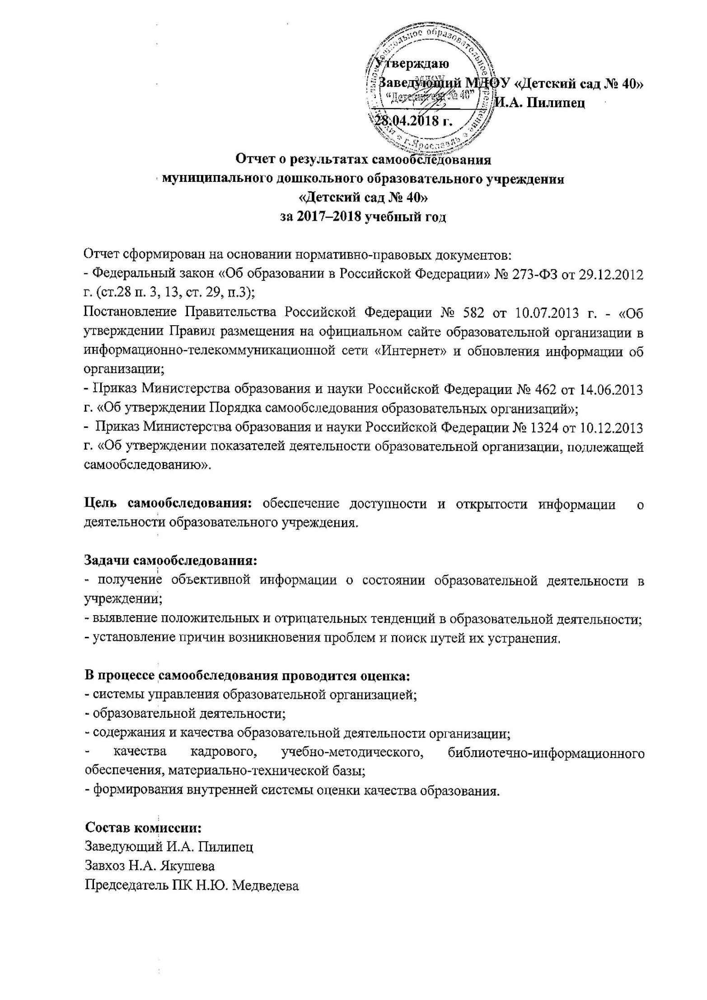 Утверждаю
Заведующий МДОУ «Детский сад № 40»
И.А. Пилипец
28.04.2018 г.
МДОУ
“Детский сад № 40”
дошкольное образовательное учреждение * г.Ярославль *
Отчет о результатах самообследования
муниципального дошкольного образовательного учреждения
«Детский сад № 40»
за 2017–2018 учебный год
Отчет сформирован на основании нормативно-правовых документов:
- Федеральный закон «Об образовании в Российской Федерации» № 273-ФЗ от 29.12.2012
г. (ст.28 п. 3, 13, ст. 29, п.3);
Постановление Правительства Российской Федерации № 582 от 10.07.2013 г. - «Об
утверждении Правил размещения на официальном сайте образовательной организации в
информационно-телекоммуникационной сети «Интернет» и обновления информации об
организации;
- Приказ Министерства образования и науки Российской Федерации № 462 от 14.06.2013
г. «Об утверждении Порядка самообследования образовательных организаций»;
- Приказ Министерства образования и науки Российской Федерации № 1324 от 10.12.2013
г. «Об утверждении показателей деятельности образовательной организации, подлежащей
самообследованию».
Цель самообследования: обеспечение доступности и открытости информации о
деятельности образовательного учреждения.
Задачи самообследования:
- получение объективной информации о состоянии образовательной деятельности в
учреждении;
- выявление положительных и отрицательных тенденций в образовательной деятельности;
- установление причин возникновения проблем и поиск путей их устранения.
В процессе самообследования проводится оценка:
- системы управления образовательной организацией;
- образовательной деятельности;
- содержания и качества образовательной деятельности организации;
- качества кадрового, учебно-методического, библиотечно-информационного
обеспечения, материально-технической базы;
- формирования внутренней системы оценки качества образования.
Состав комиссии:
Заведующий И.А. Пилипец
Завхоз Н.А. Якушева
Председатель ПК Н.Ю. Медведева